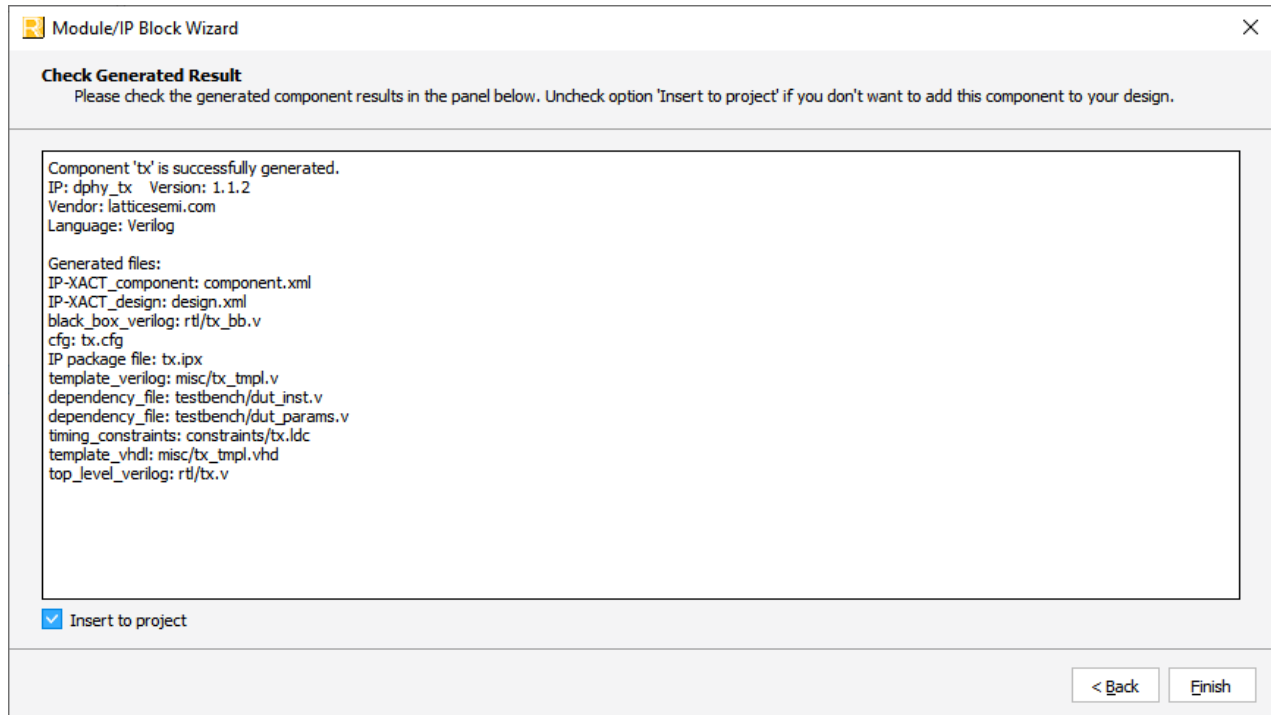 Module/IP Block Wizard
Check Generated Result
Please check the generated component results in the panel below. Uncheck option 'Insert to project' if you don't want to add this component to your design.
Component 'tx' is successfully generated.
IP: dphy_tx Version: 1.1.2
Vendor: latticesemi.com
Language: Verilog
Generated files:
IP-XACT_component: component.xml
IP-XACT_design: design.xml
black_box_verilog: rtl/tx_bb.v
cfg: tx.cfg
IP package file: tx.ipx
template_verilog: misc/tx_tmpl.v
dependency_file: testbench/dut_inst.v
dependency_file: testbench/dut_params.v
timing_constraints: constraints/tx.ldc
template_vhdl: misc/tx_tmpl.vhd
top_level_verilog: rtl/tx.v
Insert to project
< Back Finish